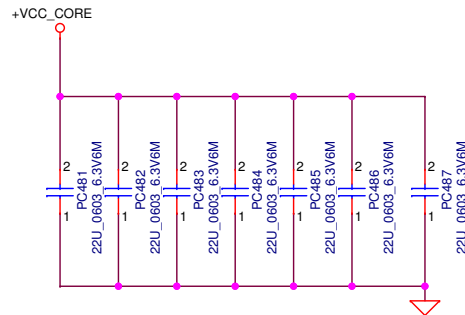 +VCC_CORE
2
1
PC481
22U_0603_6.3V6M
2
1
PC482
22U_0603_6.3V6M
2
1
PC483
22U_0603_6.3V6M
2
1
PC484
22U_0603_6.3V6M
2
1
PC485
22U_0603_6.3V6M
2
1
PC486
22U_0603_6.3V6M
2
1
PC487
22U_0603_6.3V6M